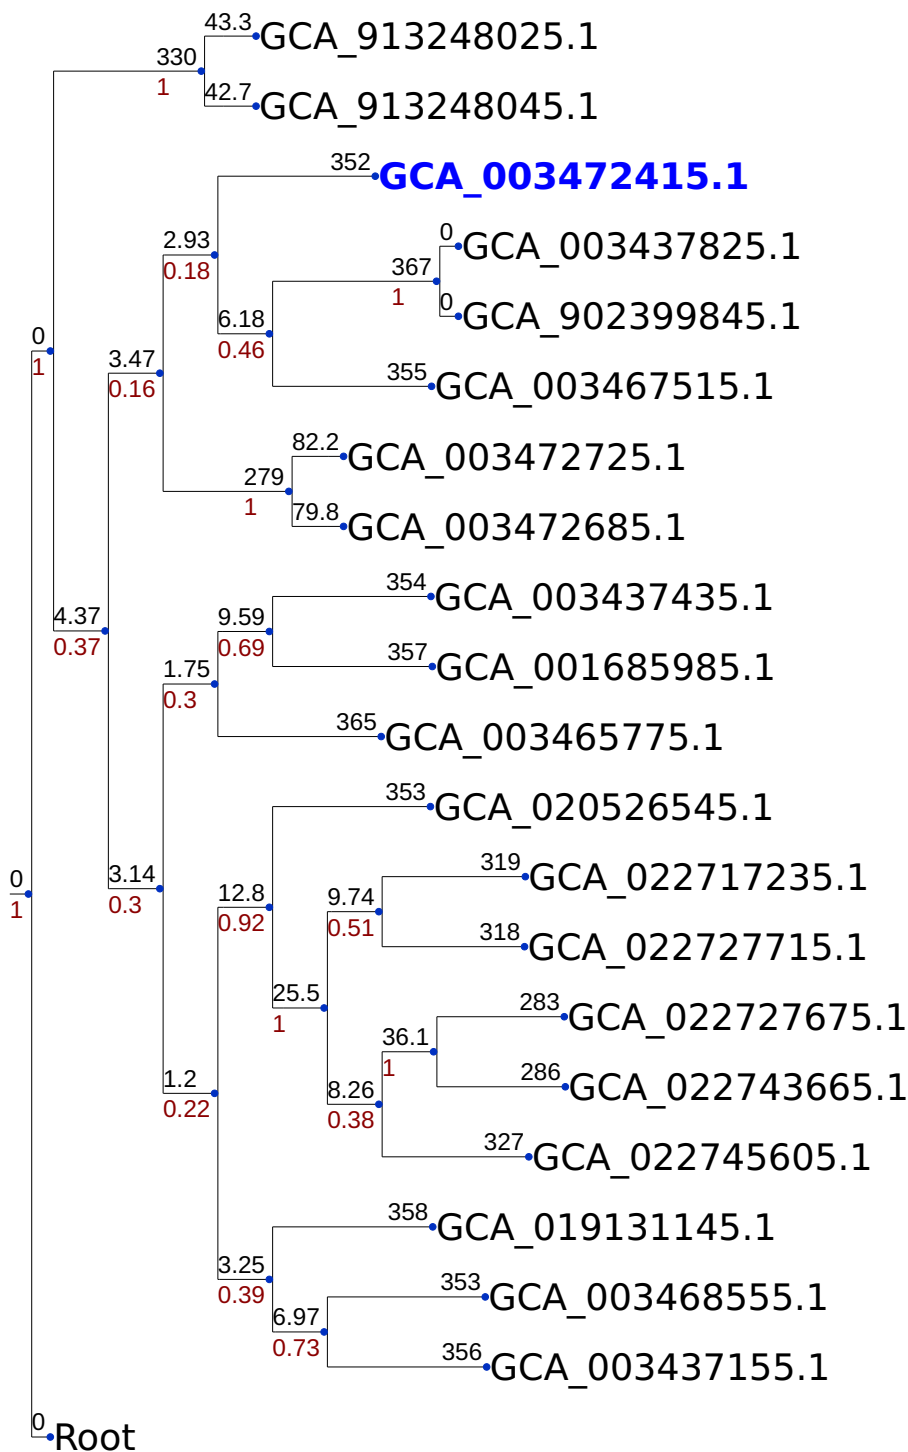 43.3 GCA_913248025.1
330
1
42.7 GCA_913248045.1
352 GCA_003472415.1
2.93
0.18
0 GCA_003437825.1
367
1
0 GCA_902399845.1
6.18
0.46
0
1
3.47
0.16
355 GCA_003467515.1
82.2 GCA_003472725.1
279
1
79.8 GCA_003472685.1
354 GCA_003437435.1
9.59
0.69
4.37
0.37
357 GCA_001685985.1
1.75
0.3
365 GCA_003465775.1
353 GCA_020526545.1
319 GCA_022717235.1
3.14
0.3
0
1
12.8
0.92
9.74
0.51
318 GCA_022727715.1
25.5
1
283 GCA_022727675.1
36.1
1
286 GCA_022743665.1
1.2
0.22
8.26
0.38
327 GCA_022745605.1
358 GCA_019131145.1
3.25
0.39
353 GCA_003468555.1
6.97
0.73
356 GCA_003437155.1
0 Root